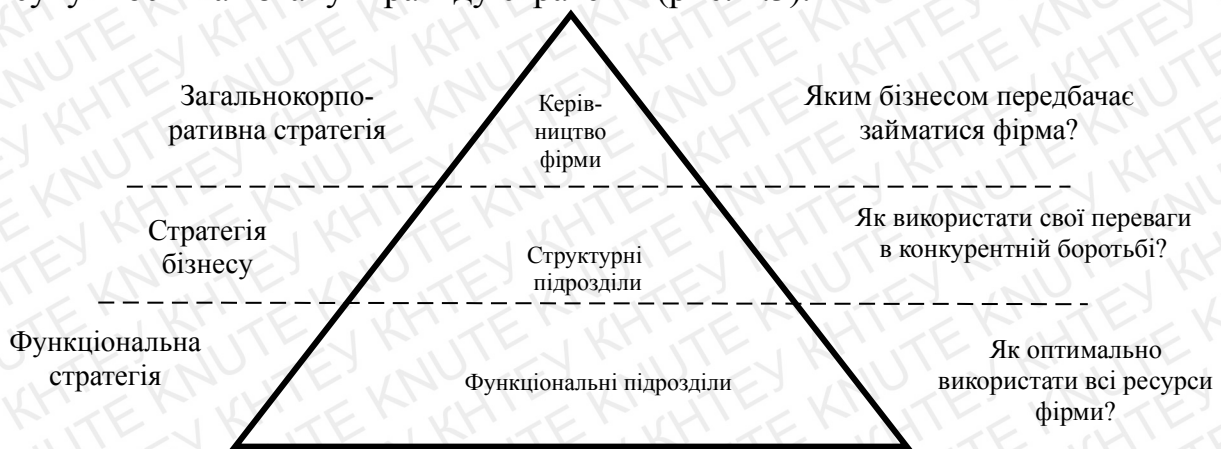 Загальнокорпо-
ративна стратегія
Керів-
ництво
фірми
Яким бізнесом передбачає
займатися фірма?
Стратегія
бізнесу
Структурні
підрозділи
Як використати свої переваги
в конкурентній боротьбі?
Функціональна
стратегія
Функціональні підрозділи
Як оптимально
використати всі ресурси
фірми?